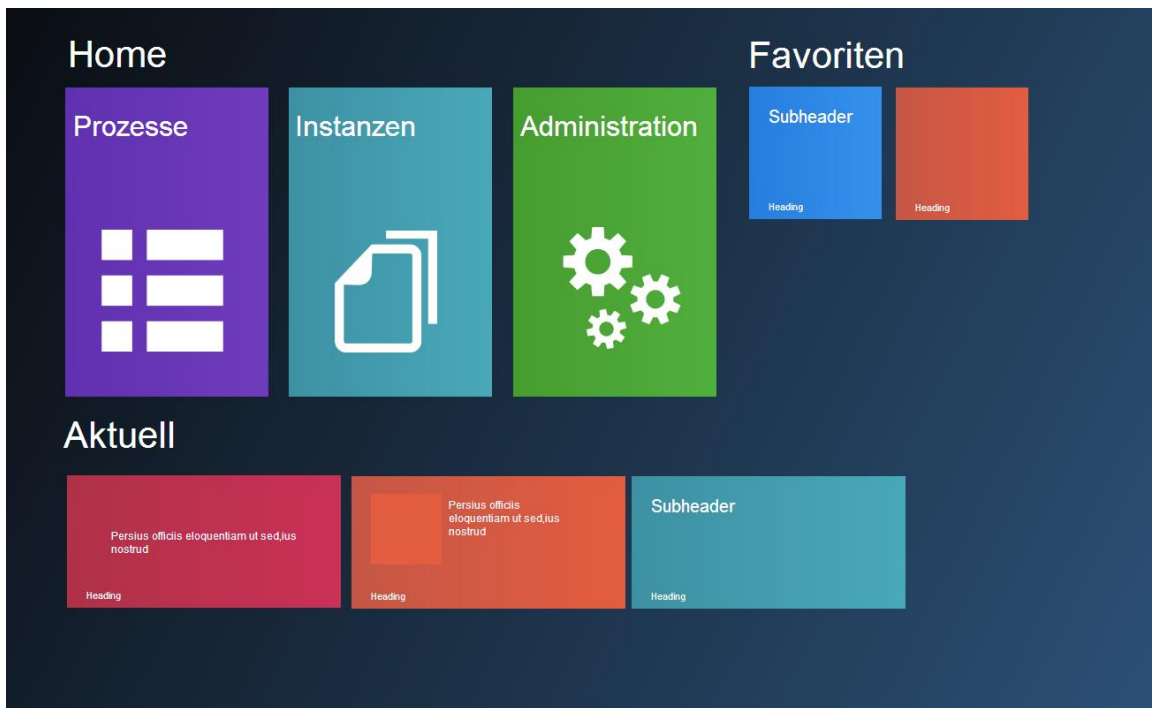 Home
Favoriten
Prozesse
Instanzen
Administration
Subheader
Heading
Heading
Aktuell
Persius officiis eloquentiam ut sed,ius
nostrud
Heading
Persius officiis
eloquentiam ut sed,ius
nostrud
Heading
Subheader
Heading